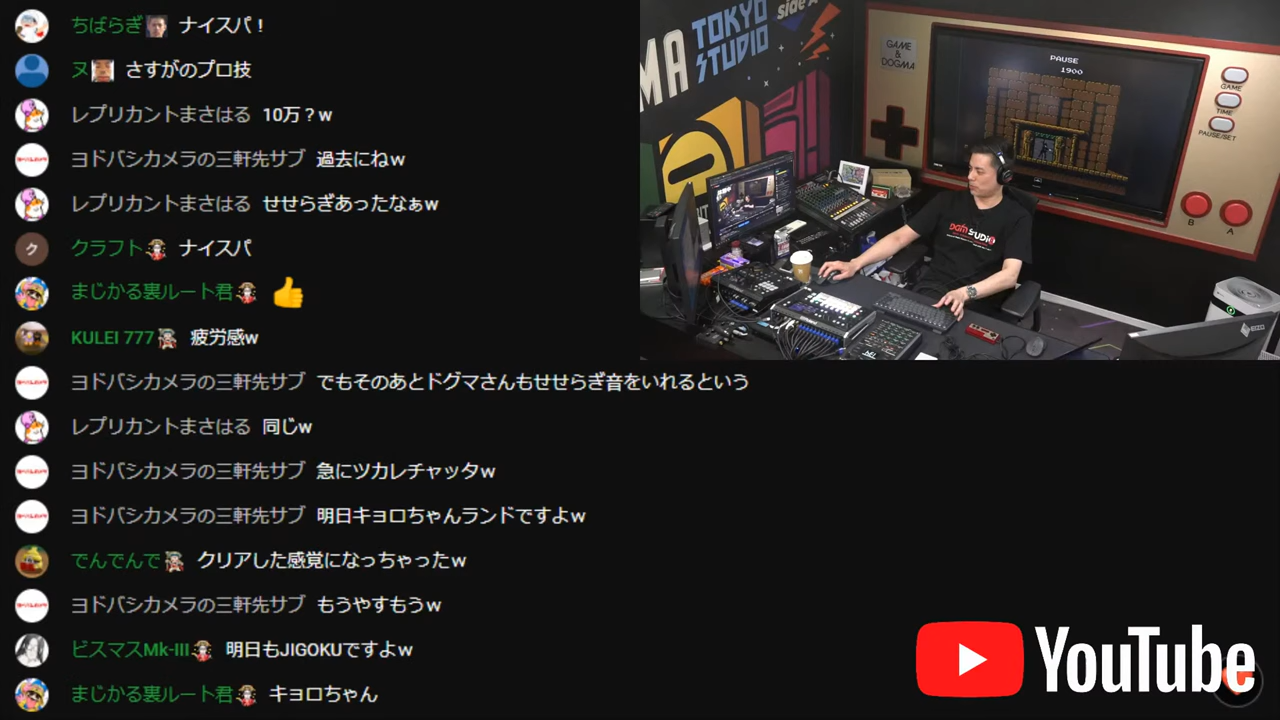 ちばらぎ ナイスパ！
ヌ さすがのプロ技
レプリカントまさはる 10万？w
ヨドバシカメラの三軒先サブ 過去にねw
レプリカントまさはる せせらぎあったなぁw
ク クラフト ナイスパ
まじかる裏ルート君 👍
KULEI 777 疲労感w
ヨドバシカメラの三軒先サブ でもそのあとドグマさんもせせらぎ音をいれるという
レプリカントまさはる 同じw
ヨドバシカメラの三軒先サブ 急にツカレチャッタw
ヨドバシカメラの三軒先サブ 明日キョロちゃんランドですよw
でんでんで クリアした感覚になっちゃったw
ヨドバシカメラの三軒先サブ もうやすもうw
ビスマスMk-III 明日もJIGOKUですよw
まじかる裏ルート君 キョロちゃん
side A
TOKYO
STUDIO
GAME
&
DOGMA
PAUSE
1900
GAME
TIME
PAUSE/SET
B
A
EIZO
YouTube